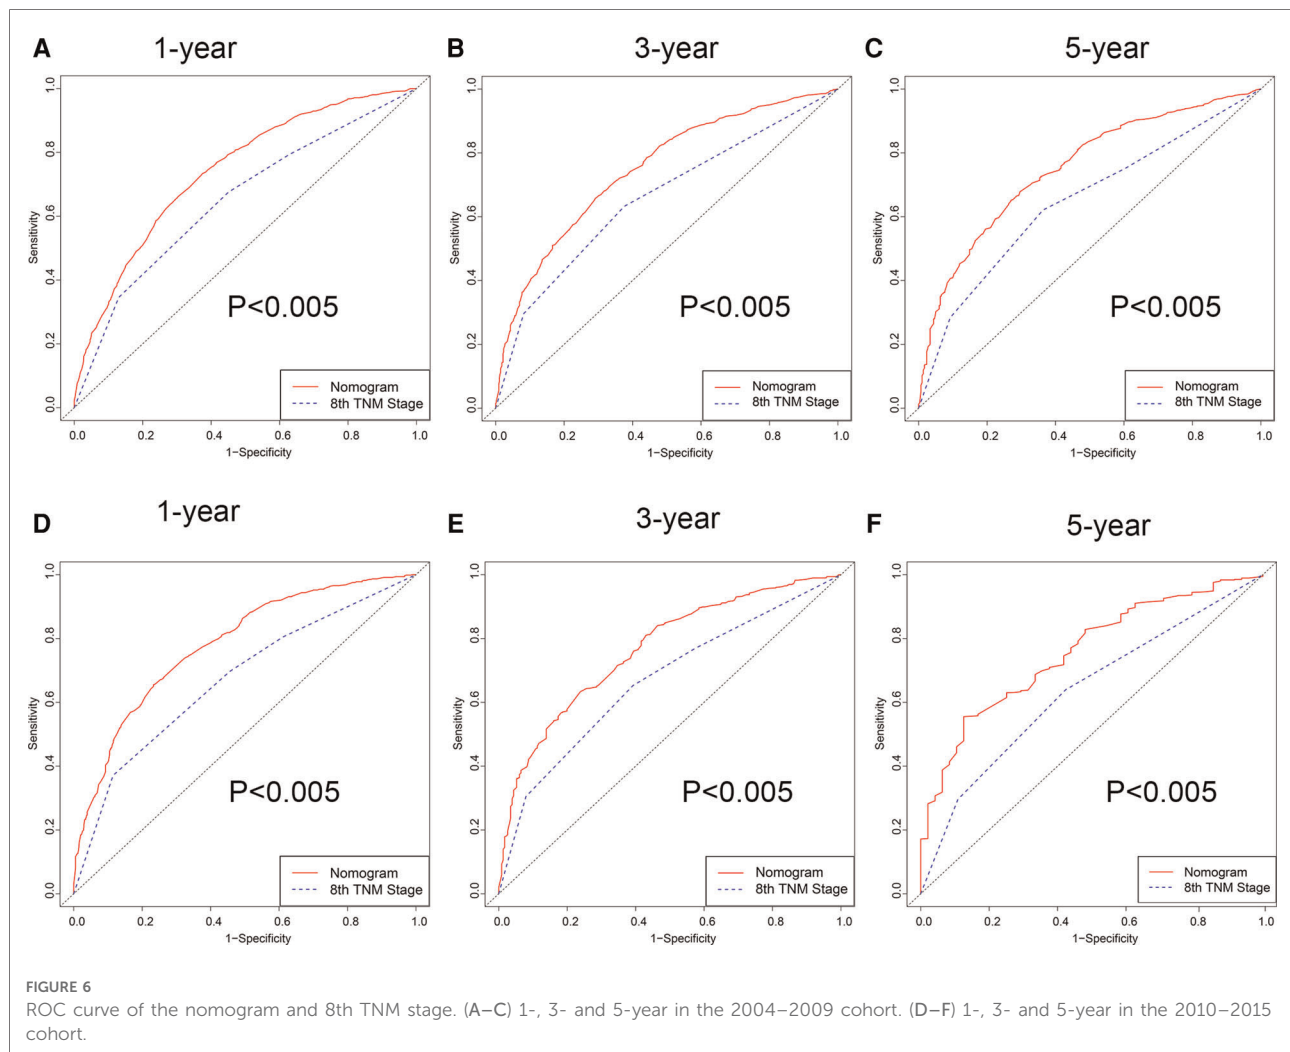 A 1-year
Sensitivity
0.0 0.2 0.4 0.6 0.8 1.0
P<0.005
Nomogram
8th TNM Stage
0.0 0.2 0.4 0.6 0.8 1.0
1−Specificity
B 3-year
Sensitivity
0.0 0.2 0.4 0.6 0.8 1.0
P<0.005
Nomogram
8th TNM Stage
0.0 0.2 0.4 0.6 0.8 1.0
1−Specificity
C 5-year
Sensitivity
0.0 0.2 0.4 0.6 0.8 1.0
P<0.005
Nomogram
8th TNM Stage
0.0 0.2 0.4 0.6 0.8 1.0
1−Specificity
D 1-year
Sensitivity
0.0 0.2 0.4 0.6 0.8 1.0
P<0.005
Nomogram
8th TNM Stage
0.0 0.2 0.4 0.6 0.8 1.0
1−Specificity
E 3-year
Sensitivity
0.0 0.2 0.4 0.6 0.8 1.0
P<0.005
Nomogram
8th TNM Stage
0.0 0.2 0.4 0.6 0.8 1.0
1−Specificity
F 5-year
Sensitivity
0.0 0.2 0.4 0.6 0.8 1.0
P<0.005
Nomogram
8th TNM Stage
0.0 0.2 0.4 0.6 0.8 1.0
1−Specificity
FIGURE 6
ROC curve of the nomogram and 8th TNM stage. (A–C) 1-, 3- and 5-year in the 2004–2009 cohort. (D–F) 1-, 3- and 5-year in the 2010–2015
cohort.